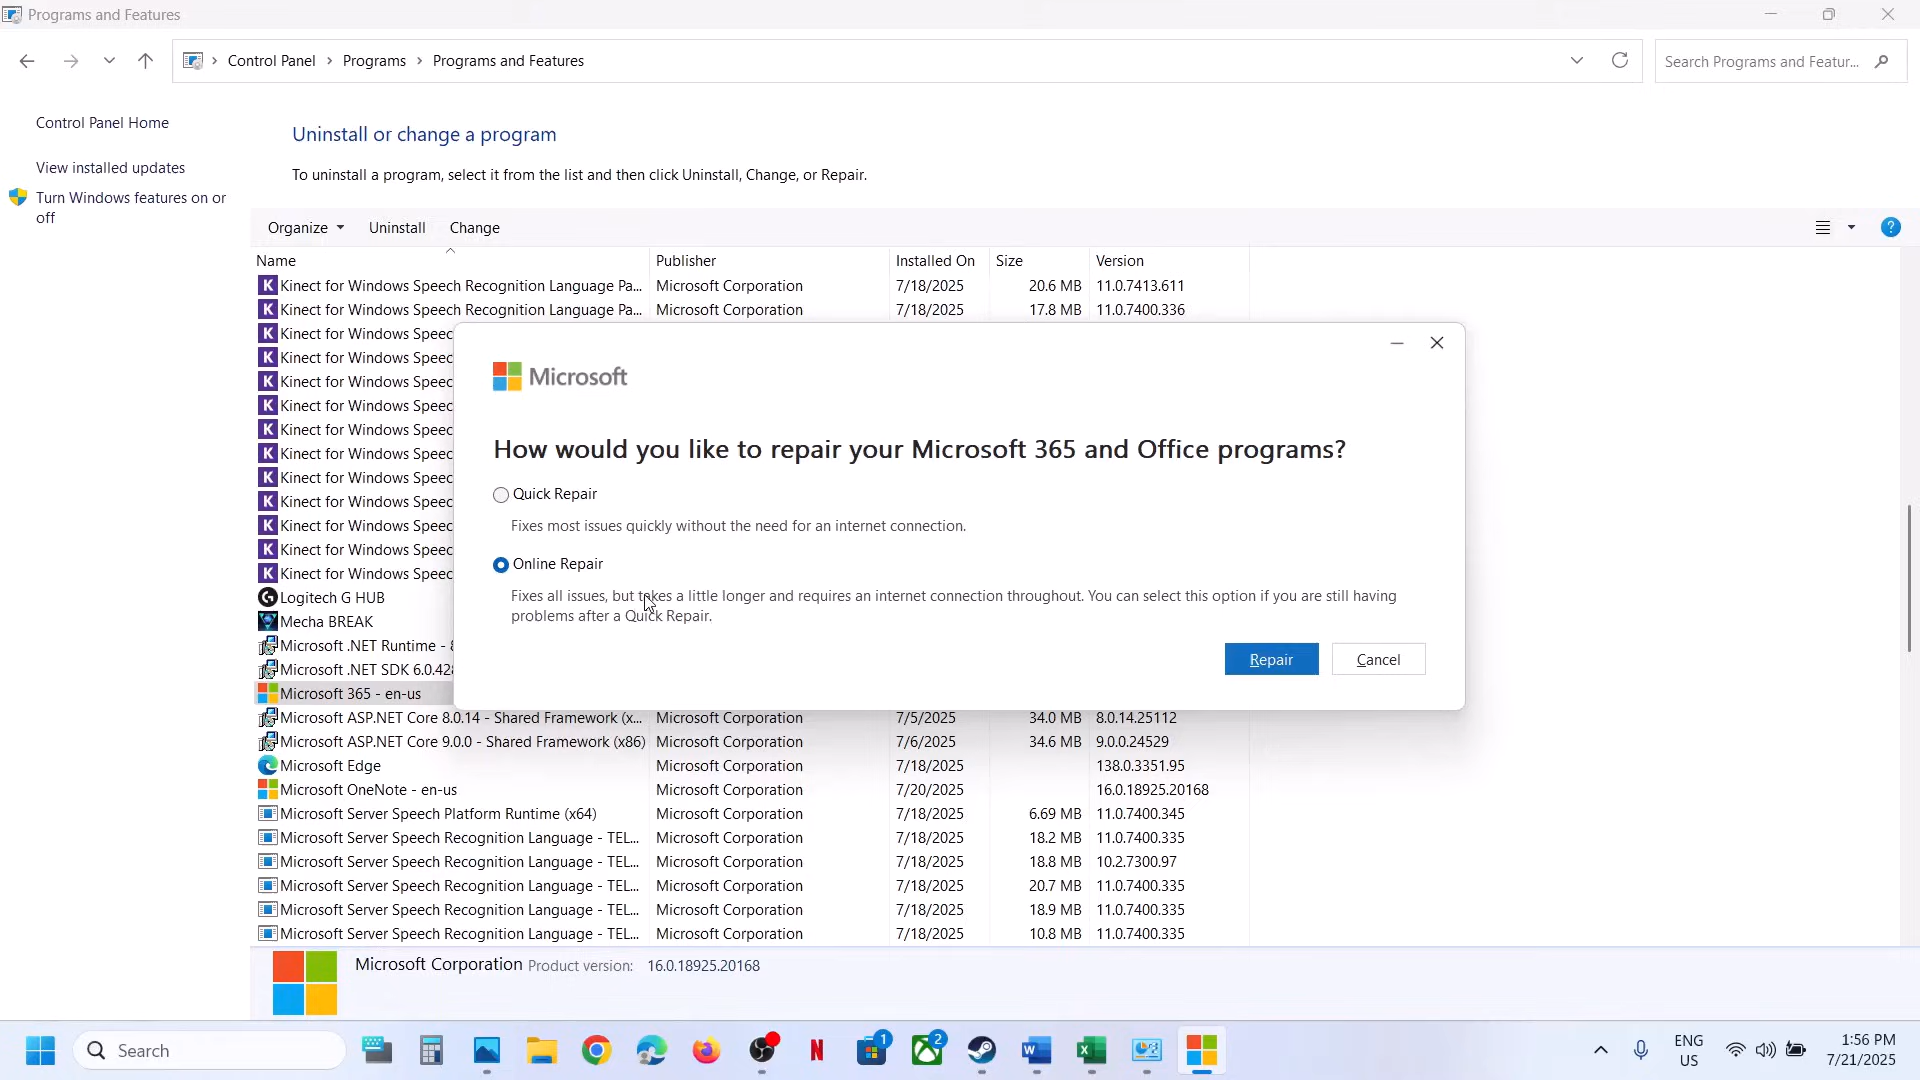 Programs and Features
Control Panel > Programs > Programs and Features
Search Programs and Featur...
Control Panel Home
View installed updates
Turn Windows features on or
off
Uninstall or change a program
To uninstall a program, select it from the list and then click Uninstall, Change, or Repair.
Organize Uninstall Change
Name Publisher Installed On Size Version
Kinect for Windows Speech Recognition Language Pa... Microsoft Corporation 7/18/2025 20.6 MB 11.0.7413.611
Kinect for Windows Speech Recognition Language Pa... Microsoft Corporation 7/18/2025 17.8 MB 11.0.7400.336
Kinect for Windows Speec
Kinect for Windows Speec
Kinect for Windows Speec
Kinect for Windows Speec
Kinect for Windows Speec
Kinect for Windows Speec
Kinect for Windows Speec
Kinect for Windows Speec
Kinect for Windows Speec
Kinect for Windows Speec
Kinect for Windows Speec
Logitech G HUB
Mecha BREAK
Microsoft .NET Runtime - 8
Microsoft .NET SDK 6.0.428
Microsoft 365 - en-us
Microsoft
How would you like to repair your Microsoft 365 and Office programs?
Quick Repair
Fixes most issues quickly without the need for an internet connection.
Online Repair
Fixes all issues, but takes a little longer and requires an internet connection throughout. You can select this option if you are still having
problems after a Quick Repair.
Repair Cancel
Microsoft ASP.NET Core 8.0.14 - Shared Framework (x... Microsoft Corporation 7/5/2025 34.0 MB 8.0.14.25112
Microsoft ASP.NET Core 9.0.0 - Shared Framework (x86) Microsoft Corporation 7/6/2025 34.6 MB 9.0.0.24529
Microsoft Edge Microsoft Corporation 7/18/2025 138.0.3351.95
Microsoft OneNote - en-us Microsoft Corporation 7/20/2025 16.0.18925.20168
Microsoft Server Speech Platform Runtime (x64) Microsoft Corporation 7/18/2025 6.69 MB 11.0.7400.345
Microsoft Server Speech Recognition Language - TEL... Microsoft Corporation 7/18/2025 18.2 MB 11.0.7400.335
Microsoft Server Speech Recognition Language - TEL... Microsoft Corporation 7/18/2025 18.8 MB 10.2.7300.97
Microsoft Server Speech Recognition Language - TEL... Microsoft Corporation 7/18/2025 20.7 MB 11.0.7400.335
Microsoft Server Speech Recognition Language - TEL... Microsoft Corporation 7/18/2025 18.9 MB 11.0.7400.335
Microsoft Server Speech Recognition Language - TEL... Microsoft Corporation 7/18/2025 10.8 MB 11.0.7400.335
Microsoft Corporation Product version: 16.0.18925.20168
Search
1
2
ENG
US
1:56 PM
7/21/2025